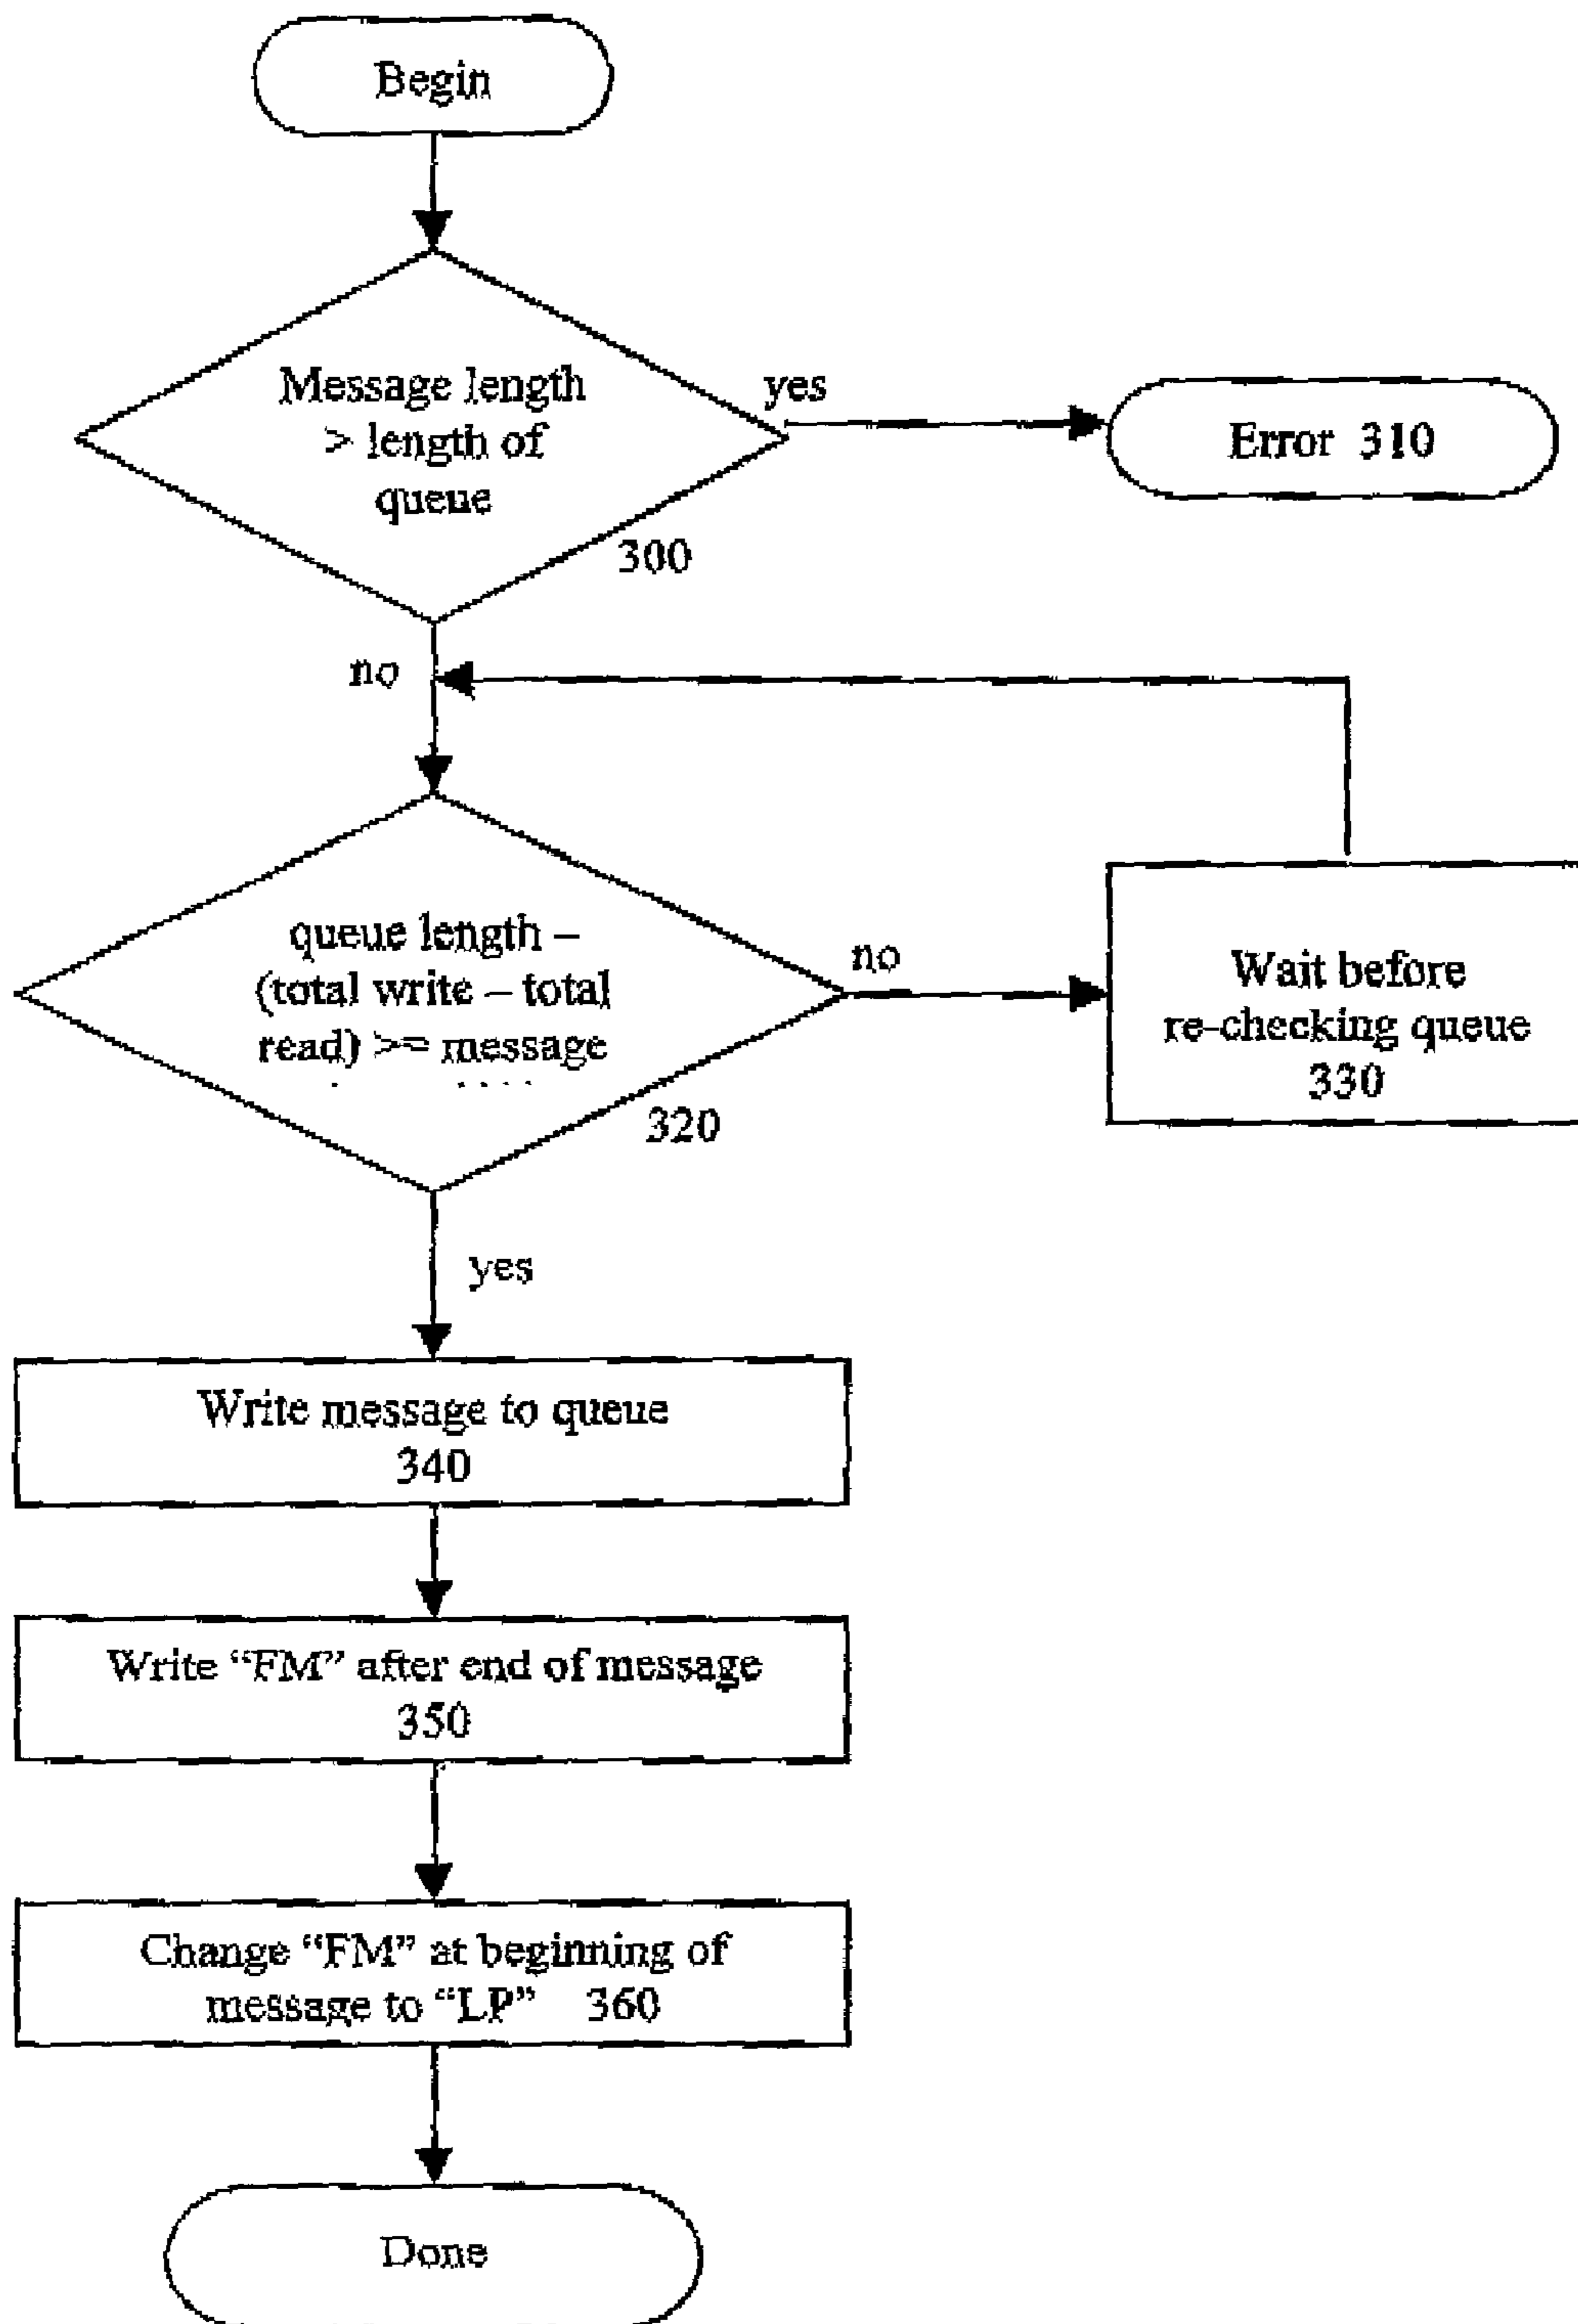 Begin
Message length
> length of
queue
300
yes
Error 310
no
queue length –
(total write – total
read) >= message
320
no
Wait before
re-checking queue
330
yes
Write message to queue
340
Write “FM” after end of message
350
Change “FM” at beginning of
message to “LP” 360
Done